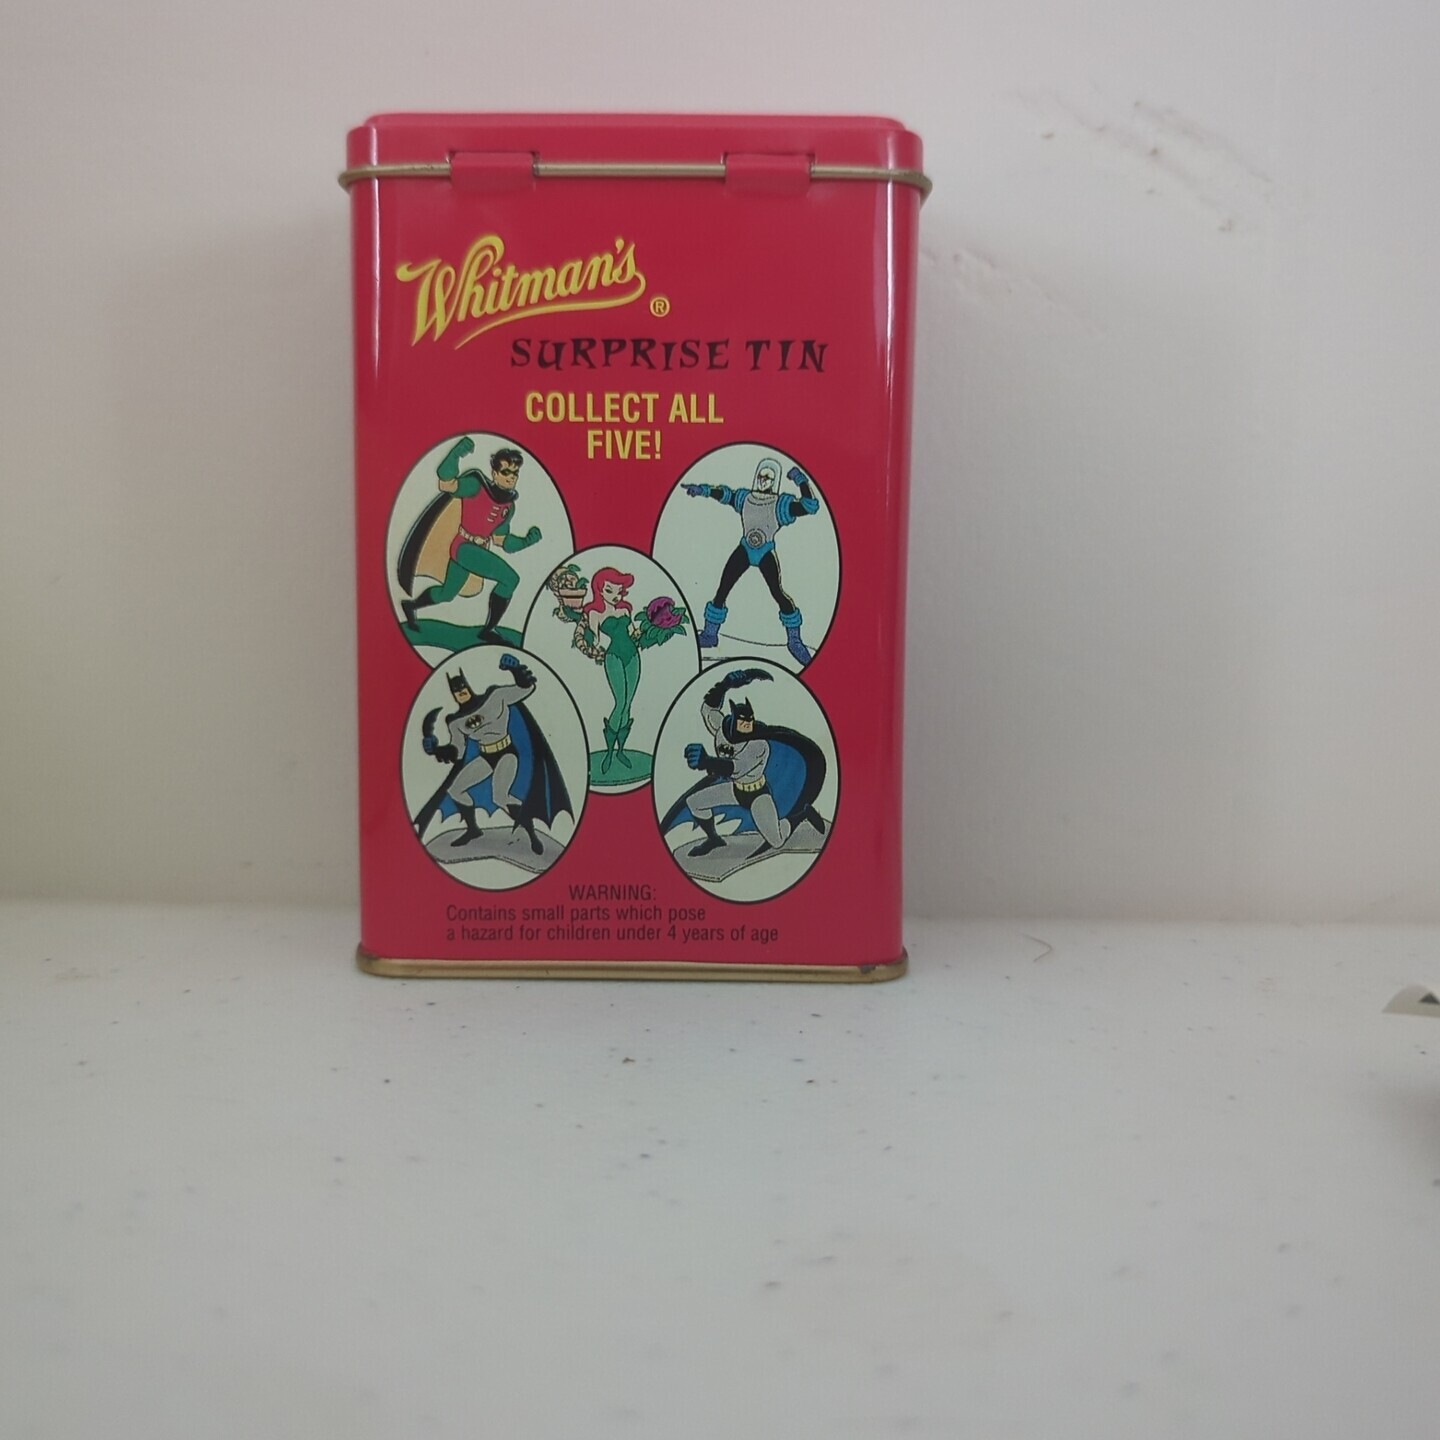 Whitman's ®
SURPRISE TIN
COLLECT ALL
FIVE!
WARNING:
Contains small parts which pose
a hazard for children under 4 years of age